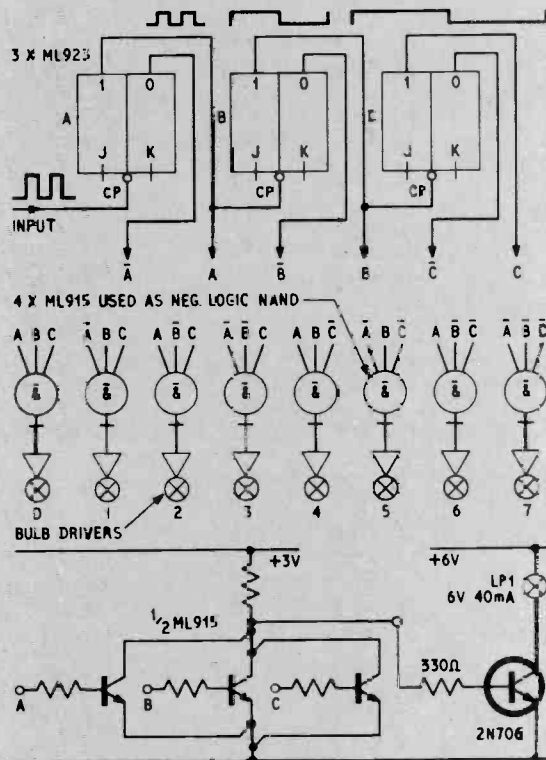 3 X ML923
1 0 1 0 1 0
A B E
J K J K J K
CP CP CP
INPUT
Ā A B̄ B C̄ C
4 X ML915 USED AS NEG. LOGIC NAND
A B C Ā B C A B̄ C Ā B̄ C A B C̄ Ā B C̄ A B̄ C̄ Ā B̄ C̄
&̄ &̄ &̄ &̄ &̄ &̄ &̄ &̄
0 1 2 3 4 5 6 7
BULB DRIVERS
+3V +6V
LP1
6V 40mA
1/2 ML915
330Ω
A B C
2N706